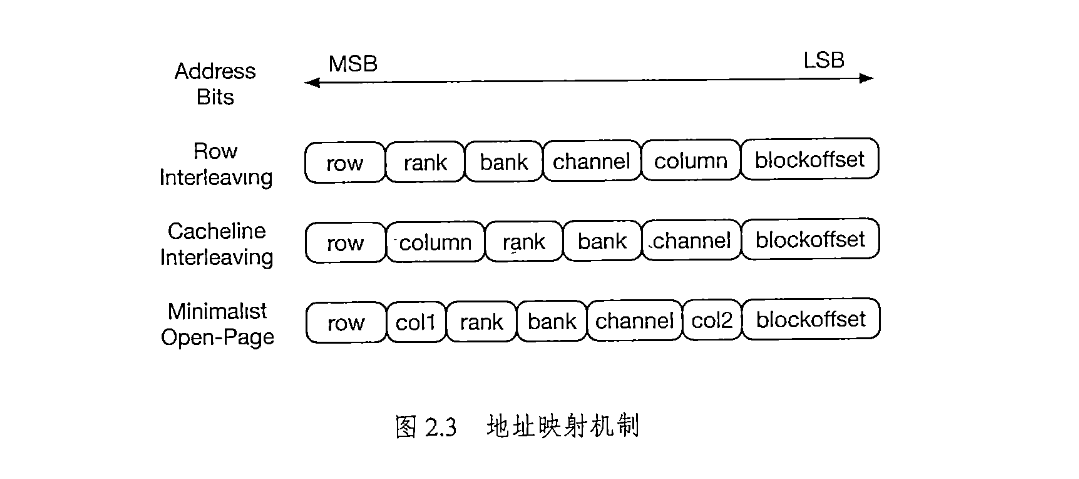 Address
Bits
MSB
LSB
Row
Interleaving
row
rank
bank
channel
column
blockoffset
Cacheline
Interleaving
row
column
rank
bank
channel
blockoffset
Minimalist
Open-Page
row
col1
rank
bank
channel
col2
blockoffset
图 2.3 地址映射机制